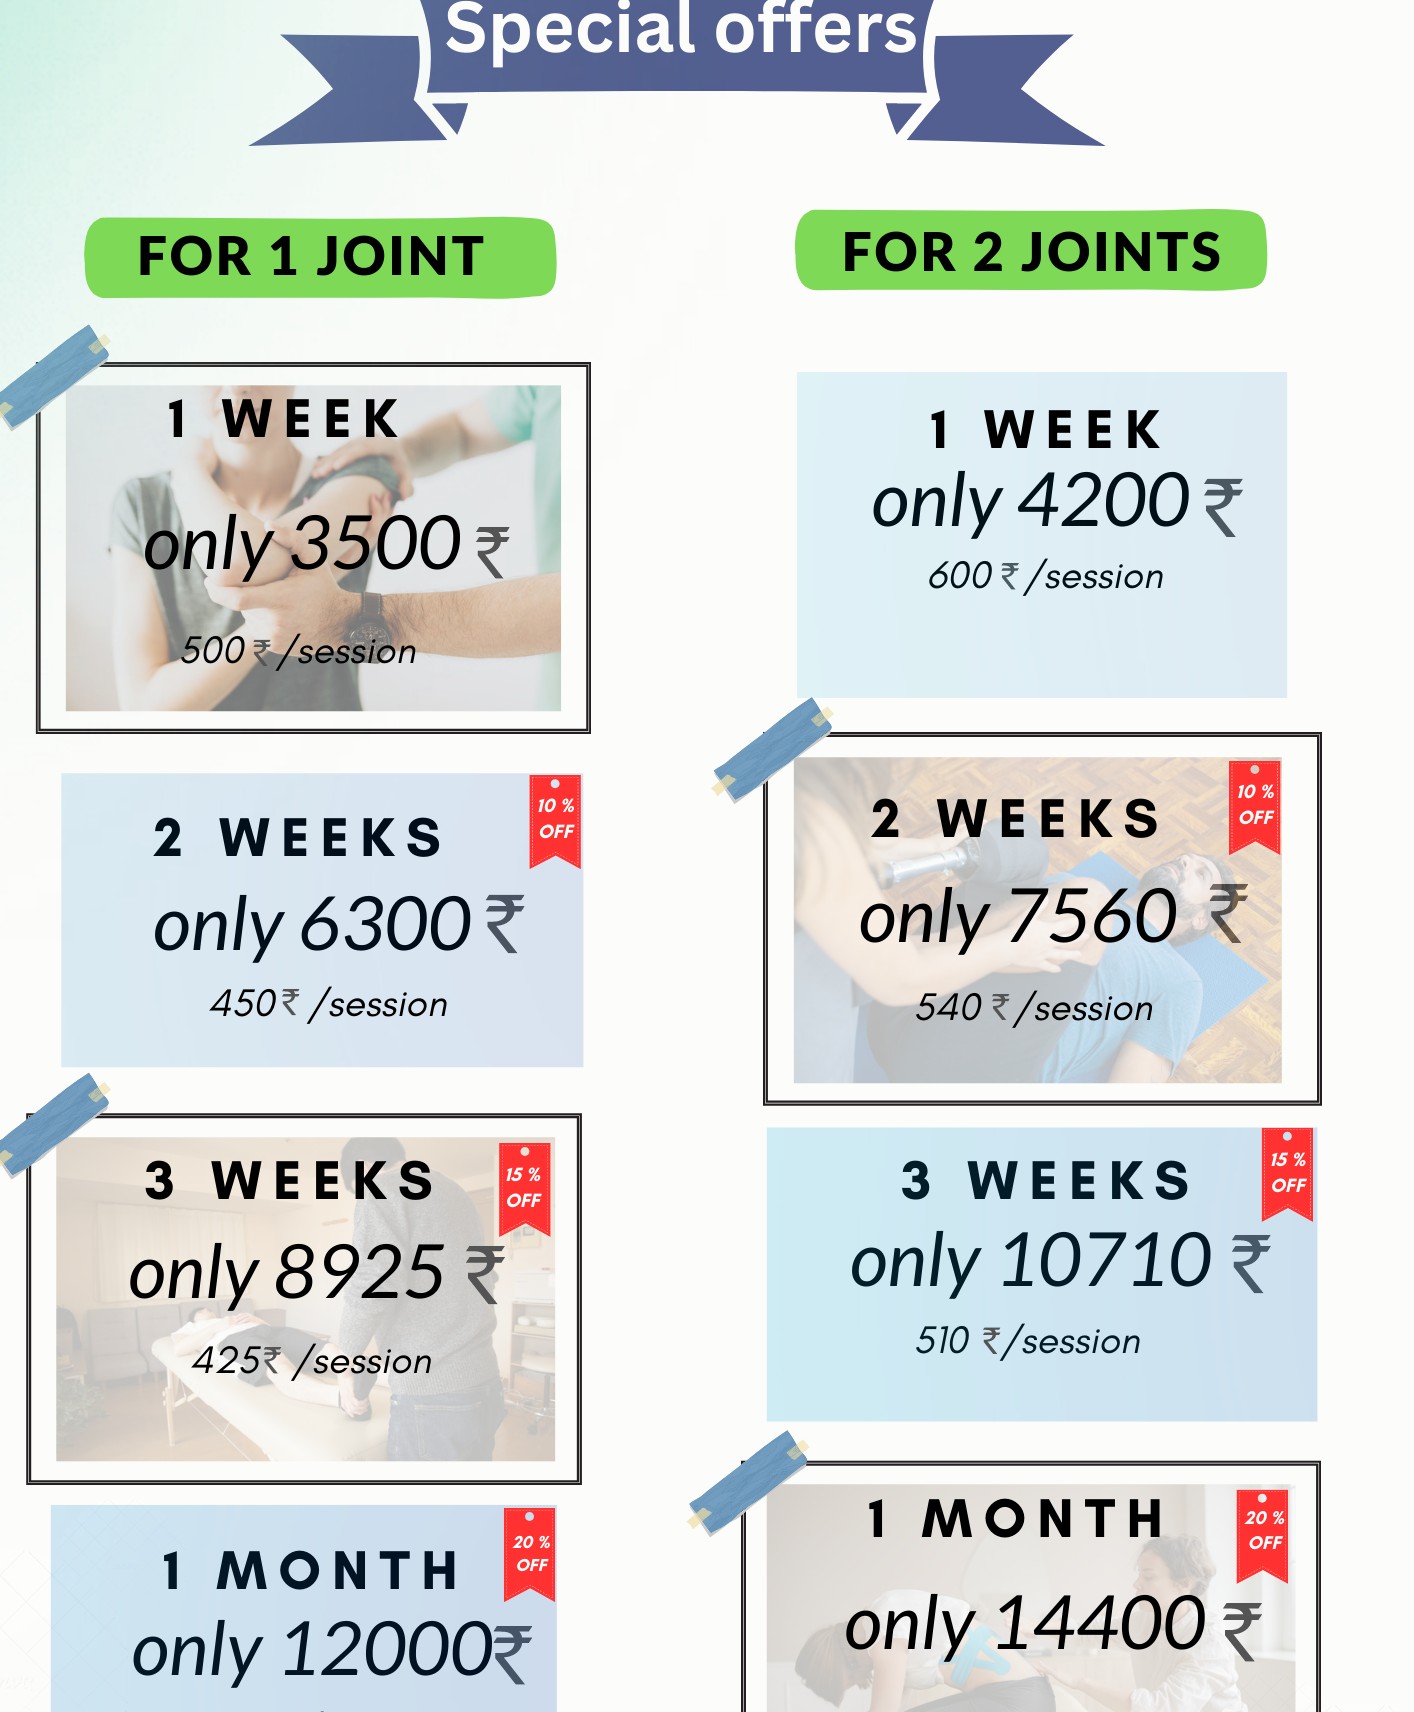 Special offers
FOR 1 JOINT
1 WEEK
only 3500 ₹
500 ₹ /session
2 WEEKS
10 %
OFF
only 6300 ₹
450₹ /session
3 WEEKS
15 %
OFF
only 8925 ₹
425₹ /session
1 MONTH
20 %
OFF
only 12000₹
FOR 2 JOINTS
1 WEEK
only 4200 ₹
600 ₹ /session
2 WEEKS
10 %
OFF
only 7560 ₹
540 ₹ /session
3 WEEKS
15 %
OFF
only 10710 ₹
510 ₹/session
1 MONTH
20 %
OFF
only 14400 ₹